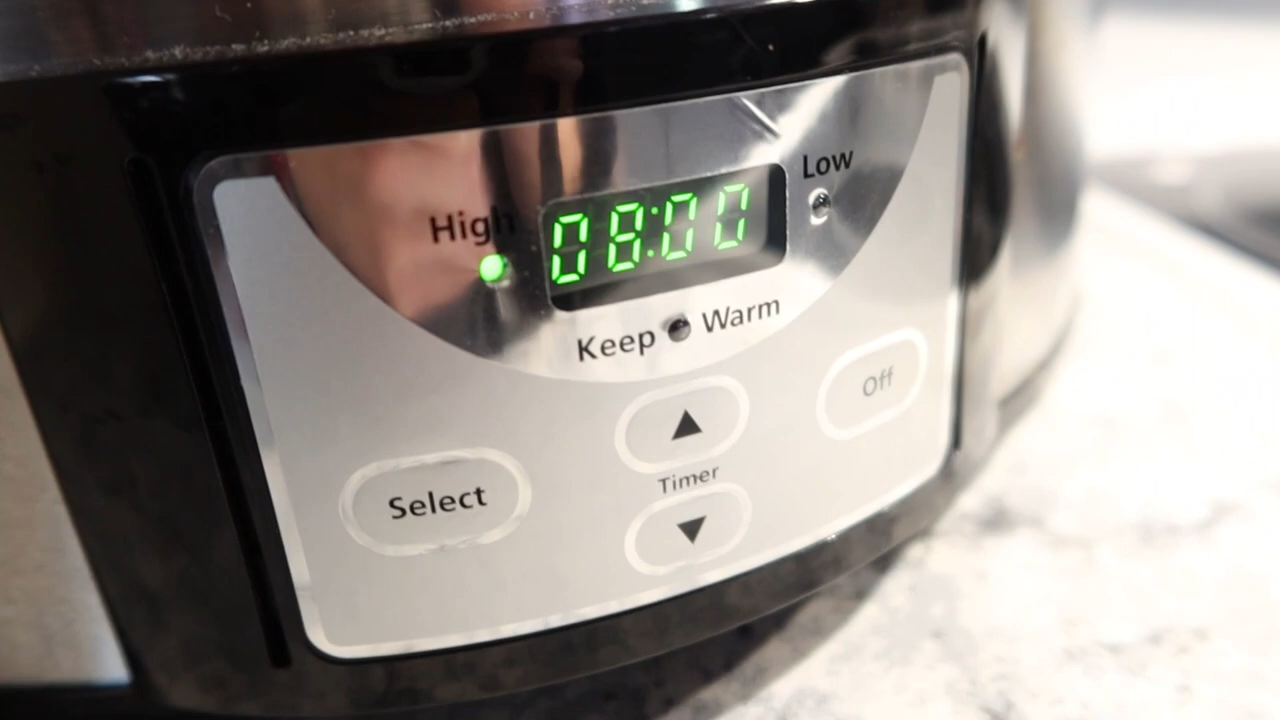 Low
High
08:00
Keep Warm
Off
▲
Timer
Select
▼